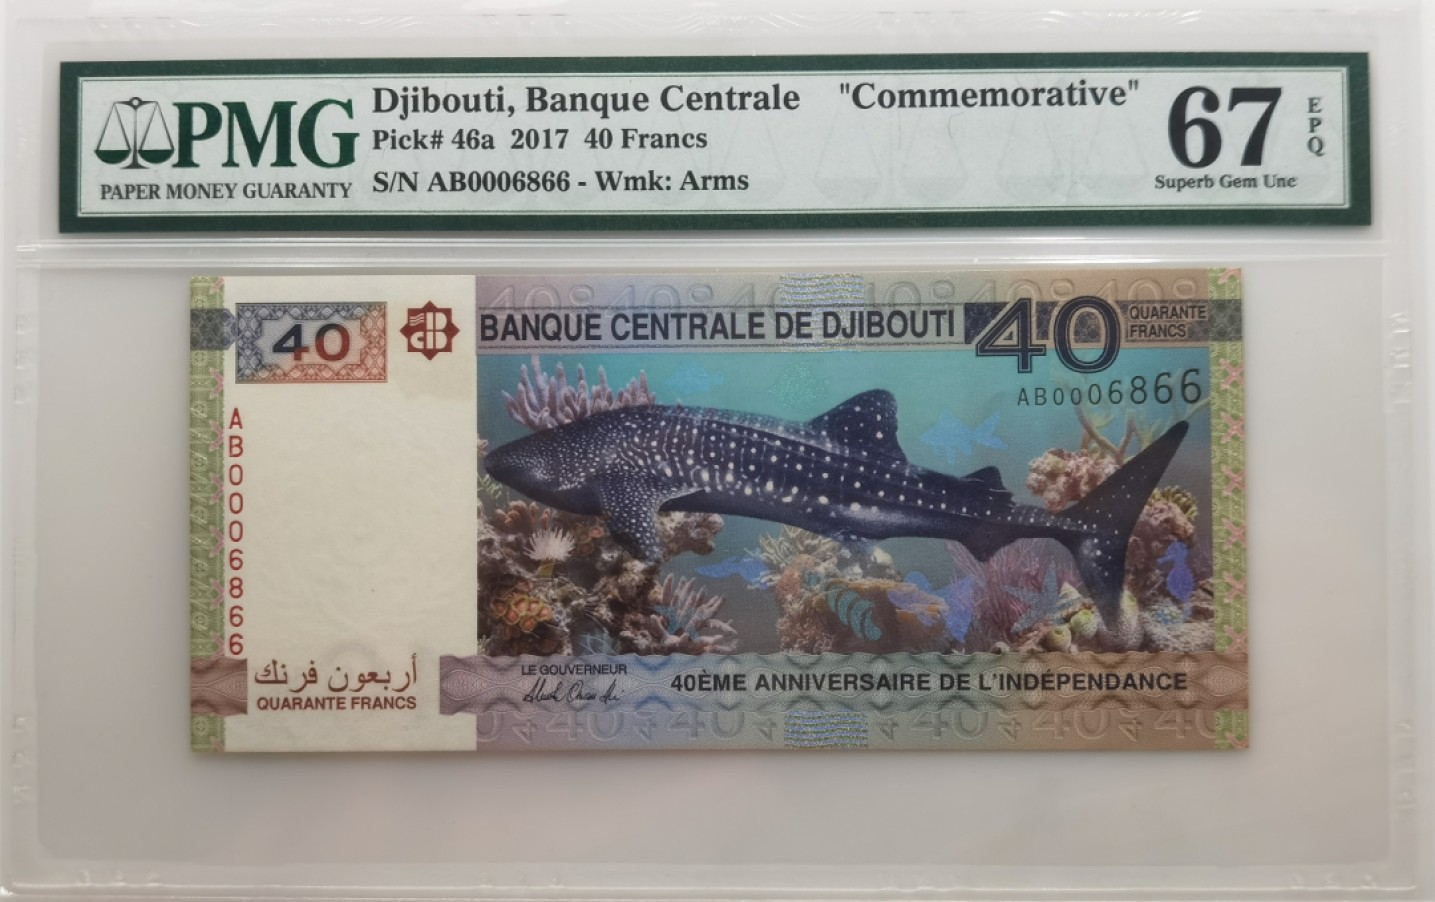 PMG
PAPER MONEY GUARANTY
Djibouti, Banque Centrale "Commemorative"
Pick# 46a 2017 40 Francs
S/N AB0006866 - Wmk: Arms
67
EPQ
Superb Gem Unc
40
BANQUE CENTRALE DE DJIBOUTI
40
QUARANTE
FRANCS
AB0006866
AB0006866
أربعون فرنك
QUARANTE FRANCS
LE GOUVERNEUR
40ÈME ANNIVERSAIRE DE L'INDÉPENDANCE